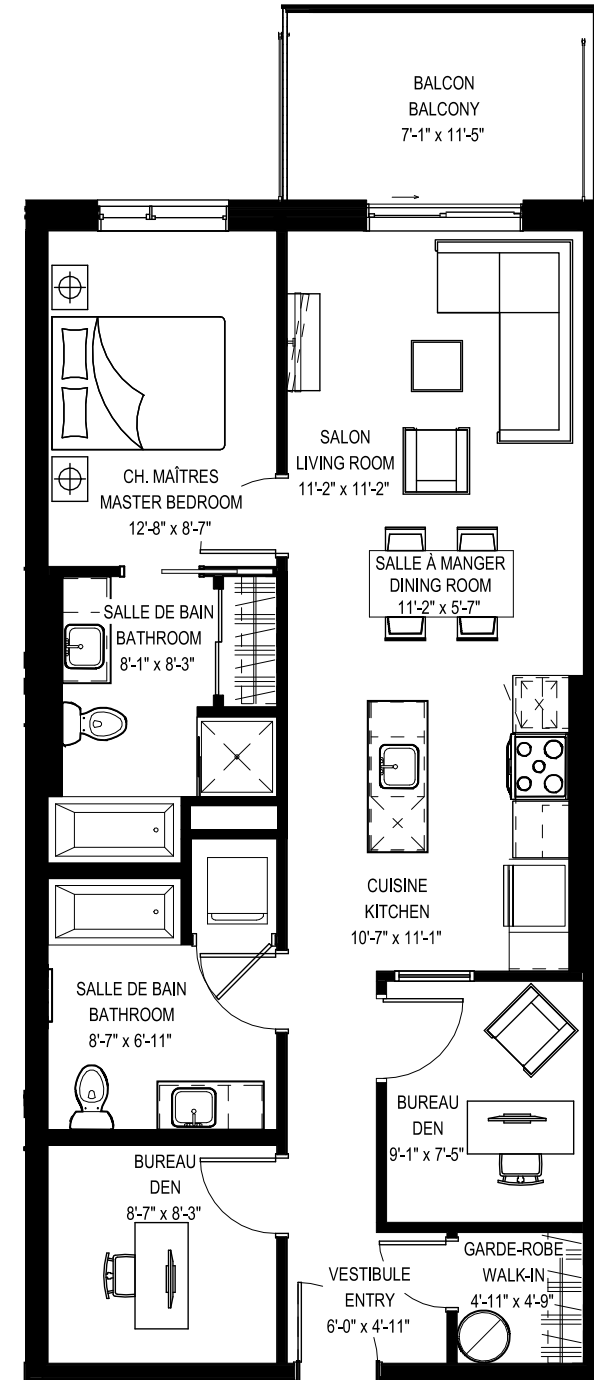 BALCON
BALCONY
7'-1" x 11'-5"
SALON
LIVING ROOM
11'-2" x 11'-2"
CH. MAÎTRES
MASTER BEDROOM
12'-8" x 8'-7"
SALLE À MANGER
DINING ROOM
11'-2" x 5'-7"
SALLE DE BAIN
BATHROOM
8'-1" x 8'-3"
CUISINE
KITCHEN
10'-7" x 11'-1"
SALLE DE BAIN
BATHROOM
8'-7" x 6'-11"
BUREAU
DEN
9'-1" x 7'-5"
BUREAU
DEN
8'-7" x 8'-3"
GARDE-ROBE
WALK-IN
4'-11" x 4'-9"
VESTIBULE
ENTRY
6'-0" x 4'-11"